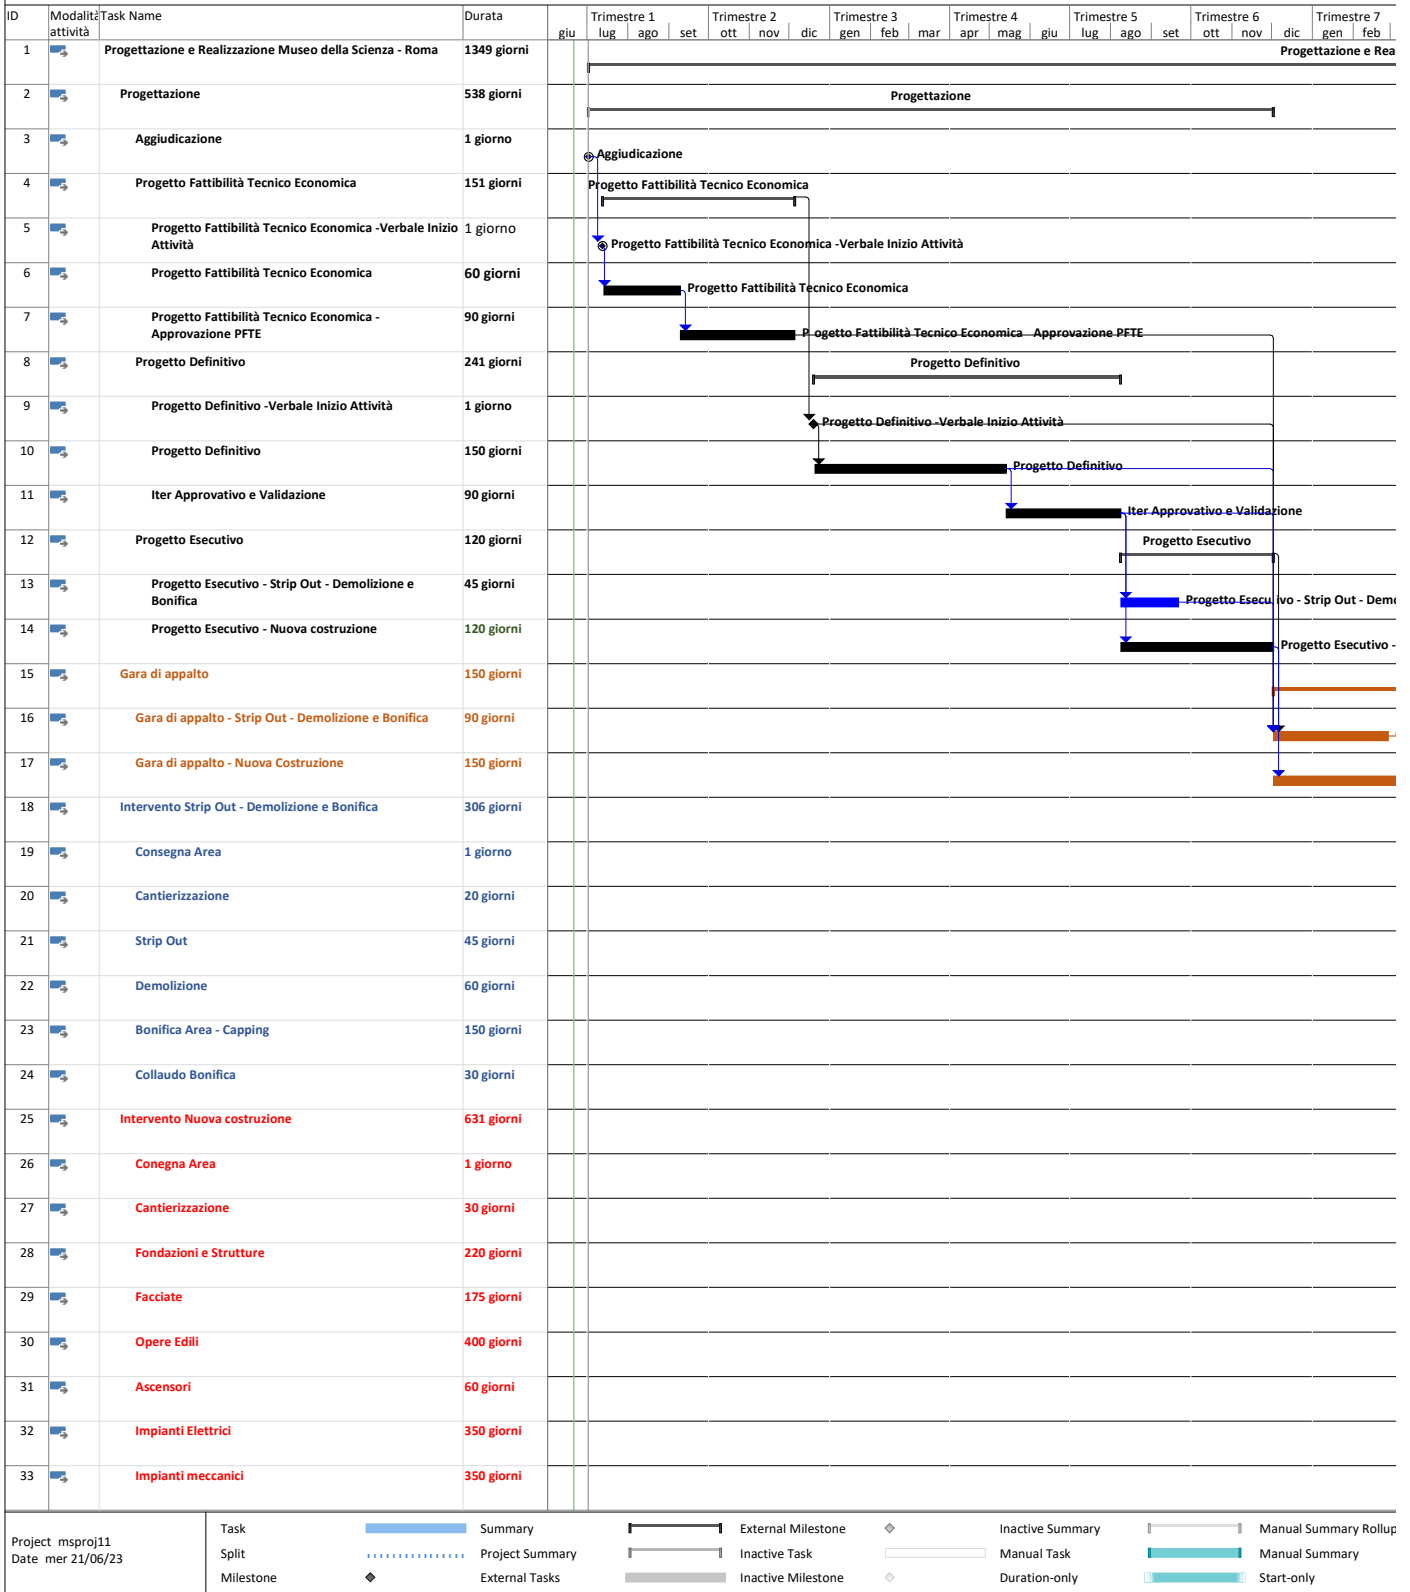 ID Modalità attività Task Name Durata
giu
Trimestre 1 Trimestre 2 Trimestre 3 Trimestre 4 Trimestre 5 Trimestre 6 Trimestre 7
lug ago set ott nov dic gen feb mar apr mag giu lug ago set ott nov dic gen feb
1 Progettazione e Realizzazione Museo della Scienza - Roma 1349 giorni
Progettazione e Rea
2 Progettazione 538 giorni
Progettazione
3 Aggiudicazione 1 giorno
Aggiudicazione
4 Progetto Fattibilità Tecnico Economica 151 giorni
Progetto Fattibilità Tecnico Economica
5 Progetto Fattibilità Tecnico Economica -Verbale Inizio 1 giorno
Attività
Progetto Fattibilità Tecnico Economica -Verbale Inizio Attività
6 Progetto Fattibilità Tecnico Economica 60 giorni
Progetto Fattibilità Tecnico Economica
7 Progetto Fattibilità Tecnico Economica - 90 giorni
Approvazione PFTE
P ogetto Fattibilità Tecnico Economica Approvazione PFTE
8 Progetto Definitivo 241 giorni
Progetto Definitivo
9 Progetto Definitivo -Verbale Inizio Attività 1 giorno
Progetto Definitivo -Verbale Inizio Attività
10 Progetto Definitivo 150 giorni
Progetto Definitivo
11 Iter Approvativo e Validazione 90 giorni
Iter Approvativo e Validazione
12 Progetto Esecutivo 120 giorni
Progetto Esecutivo
13 Progetto Esecutivo - Strip Out - Demolizione e 45 giorni
Bonifica
Progetto Esecu ivo - Strip Out - Demo
14 Progetto Esecutivo - Nuova costruzione 120 giorni
Progetto Esecutivo -
15 Gara di appalto 150 giorni
16 Gara di appalto - Strip Out - Demolizione e Bonifica 90 giorni
17 Gara di appalto - Nuova Costruzione 150 giorni
18 Intervento Strip Out - Demolizione e Bonifica 306 giorni
19 Consegna Area 1 giorno
20 Cantierizzazione 20 giorni
21 Strip Out 45 giorni
22 Demolizione 60 giorni
23 Bonifica Area - Capping 150 giorni
24 Collaudo Bonifica 30 giorni
25 Intervento Nuova costruzione 631 giorni
26 Conegna Area 1 giorno
27 Cantierizzazione 30 giorni
28 Fondazioni e Strutture 220 giorni
29 Facciate 175 giorni
30 Opere Edili 400 giorni
31 Ascensori 60 giorni
32 Impianti Elettrici 350 giorni
33 Impianti meccanici 350 giorni
Project msproj11
Date mer 21/06/23
Task Summary External Milestone Inactive Summary Manual Summary Rollup
Split Project Summary Inactive Task Manual Task Manual Summary
Milestone External Tasks Inactive Milestone Duration-only Start-only